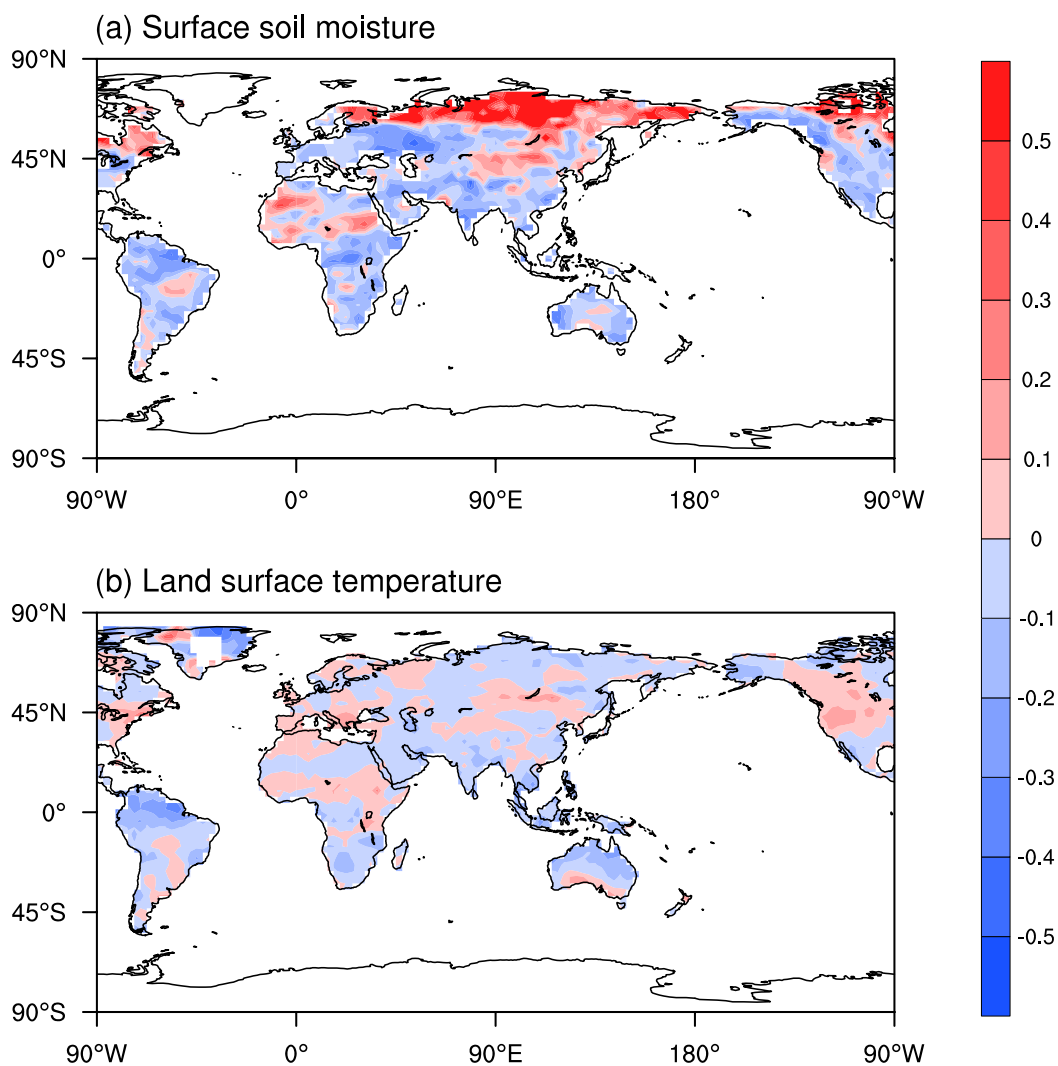 (a) Surface soil moisture
90°N
45°N
0°
45°S
90°S
90°W 0° 90°E 180° 90°W
(b) Land surface temperature
90°N
45°N
0°
45°S
90°S
90°W 0° 90°E 180° 90°W
0.5
0.4
0.3
0.2
0.1
0
-0.1
-0.2
-0.3
-0.4
-0.5